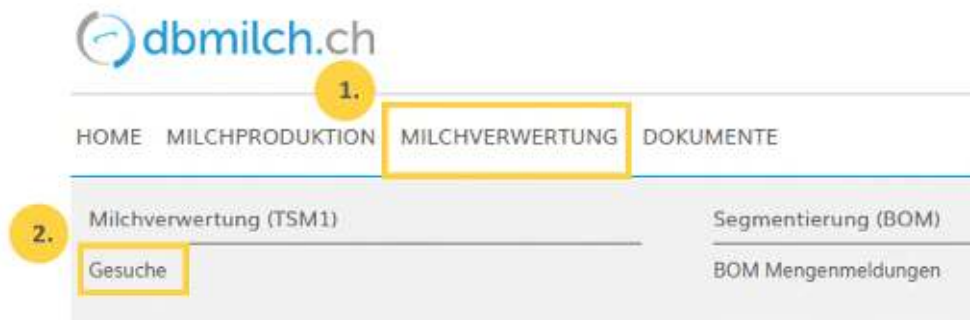 dbmilch.ch
1.
HOME MILCHPRODUKTION MILCHVERWERTUNG DOKUMENTE
2.
Milchverwertung (TSM1) Segmentierung (BOM)
Gesuche BOM Mengenmeldungen